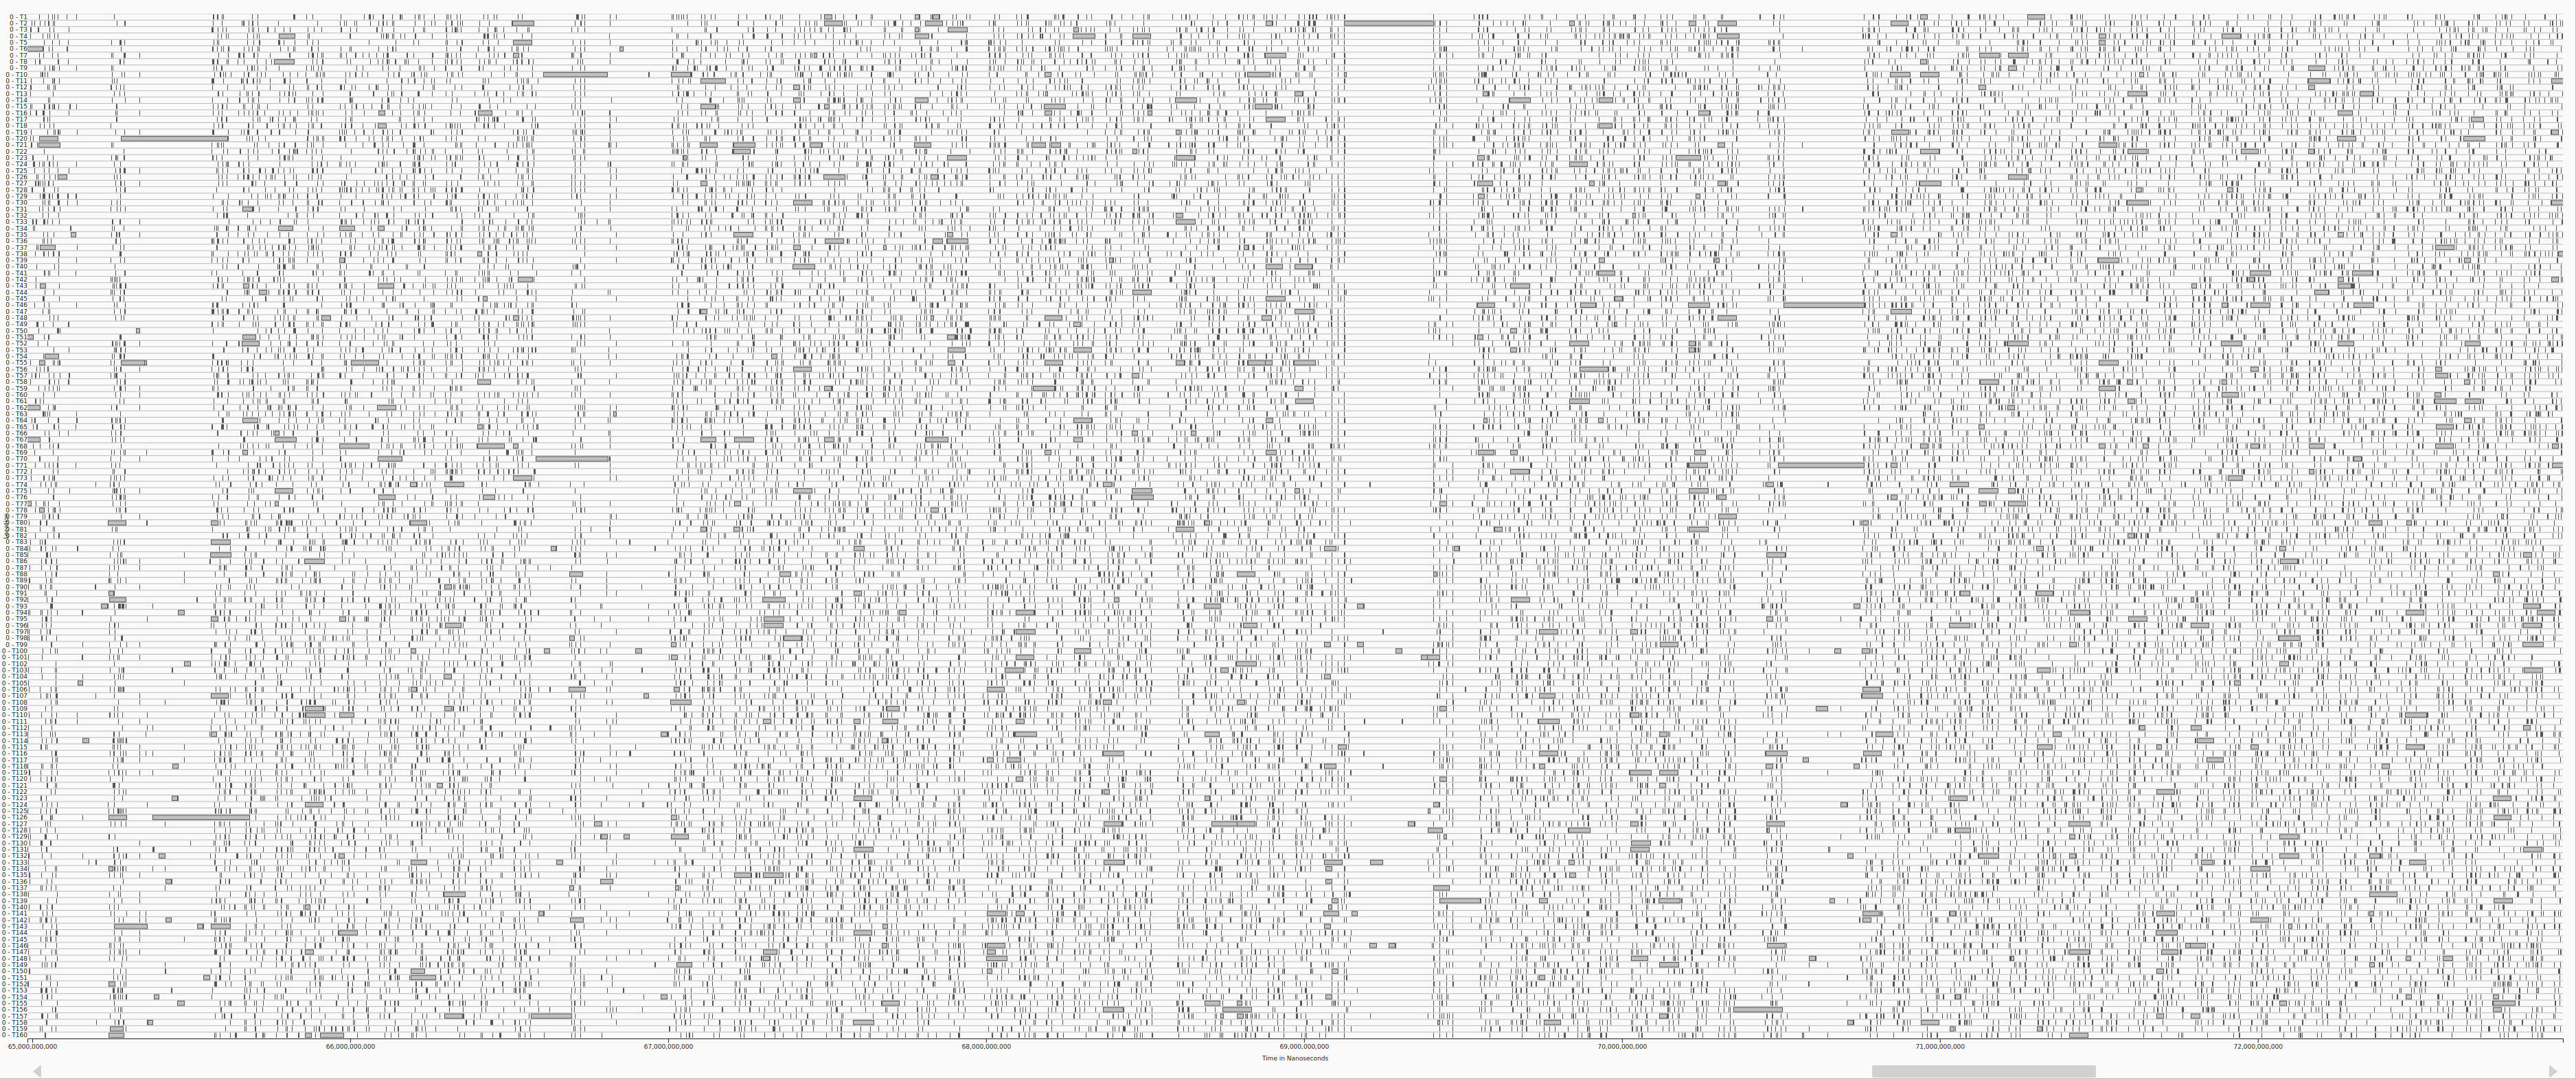 0 - T1
0 - T2
0 - T3
0 - T4
0 - T5
0 - T6
0 - T7
0 - T8
0 - T9
0 - T10
0 - T11
0 - T12
0 - T13
0 - T14
0 - T15
0 - T16
0 - T17
0 - T18
0 - T19
0 - T20
0 - T21
0 - T22
0 - T23
0 - T24
0 - T25
0 - T26
0 - T27
0 - T28
0 - T29
0 - T30
0 - T31
0 - T32
0 - T33
0 - T34
0 - T35
0 - T36
0 - T37
0 - T38
0 - T39
0 - T40
0 - T41
0 - T42
0 - T43
0 - T44
0 - T45
0 - T46
0 - T47
0 - T48
0 - T49
0 - T50
0 - T51
0 - T52
0 - T53
0 - T54
0 - T55
0 - T56
0 - T57
0 - T58
0 - T59
0 - T60
0 - T61
0 - T62
0 - T63
0 - T64
0 - T65
0 - T66
0 - T67
0 - T68
0 - T69
0 - T70
0 - T71
0 - T72
0 - T73
0 - T74
0 - T75
0 - T76
0 - T77
0 - T78
0 - T79
0 - T80
0 - T81
0 - T82
0 - T83
0 - T84
0 - T85
0 - T86
0 - T87
0 - T88
0 - T89
0 - T90
0 - T91
0 - T92
0 - T93
0 - T94
0 - T95
0 - T96
0 - T97
0 - T98
0 - T99
0 - T100
0 - T101
0 - T102
0 - T103
0 - T104
0 - T105
0 - T106
0 - T107
0 - T108
0 - T109
0 - T110
0 - T111
0 - T112
0 - T113
0 - T114
0 - T115
0 - T116
0 - T117
0 - T118
0 - T119
0 - T120
0 - T121
0 - T122
0 - T123
0 - T124
0 - T125
0 - T126
0 - T127
0 - T128
0 - T129
0 - T130
0 - T131
0 - T132
0 - T133
0 - T134
0 - T135
0 - T136
0 - T137
0 - T138
0 - T139
0 - T140
0 - T141
0 - T142
0 - T143
0 - T144
0 - T145
0 - T146
0 - T147
0 - T148
0 - T149
0 - T150
0 - T151
0 - T152
0 - T153
0 - T154
0 - T155
0 - T156
0 - T157
0 - T158
0 - T159
0 - T160
65,000,000,000 66,000,000,000 67,000,000,000 68,000,000,000 69,000,000,000 70,000,000,000 71,000,000,000 72,000,000,000
Time in Nanoseconds